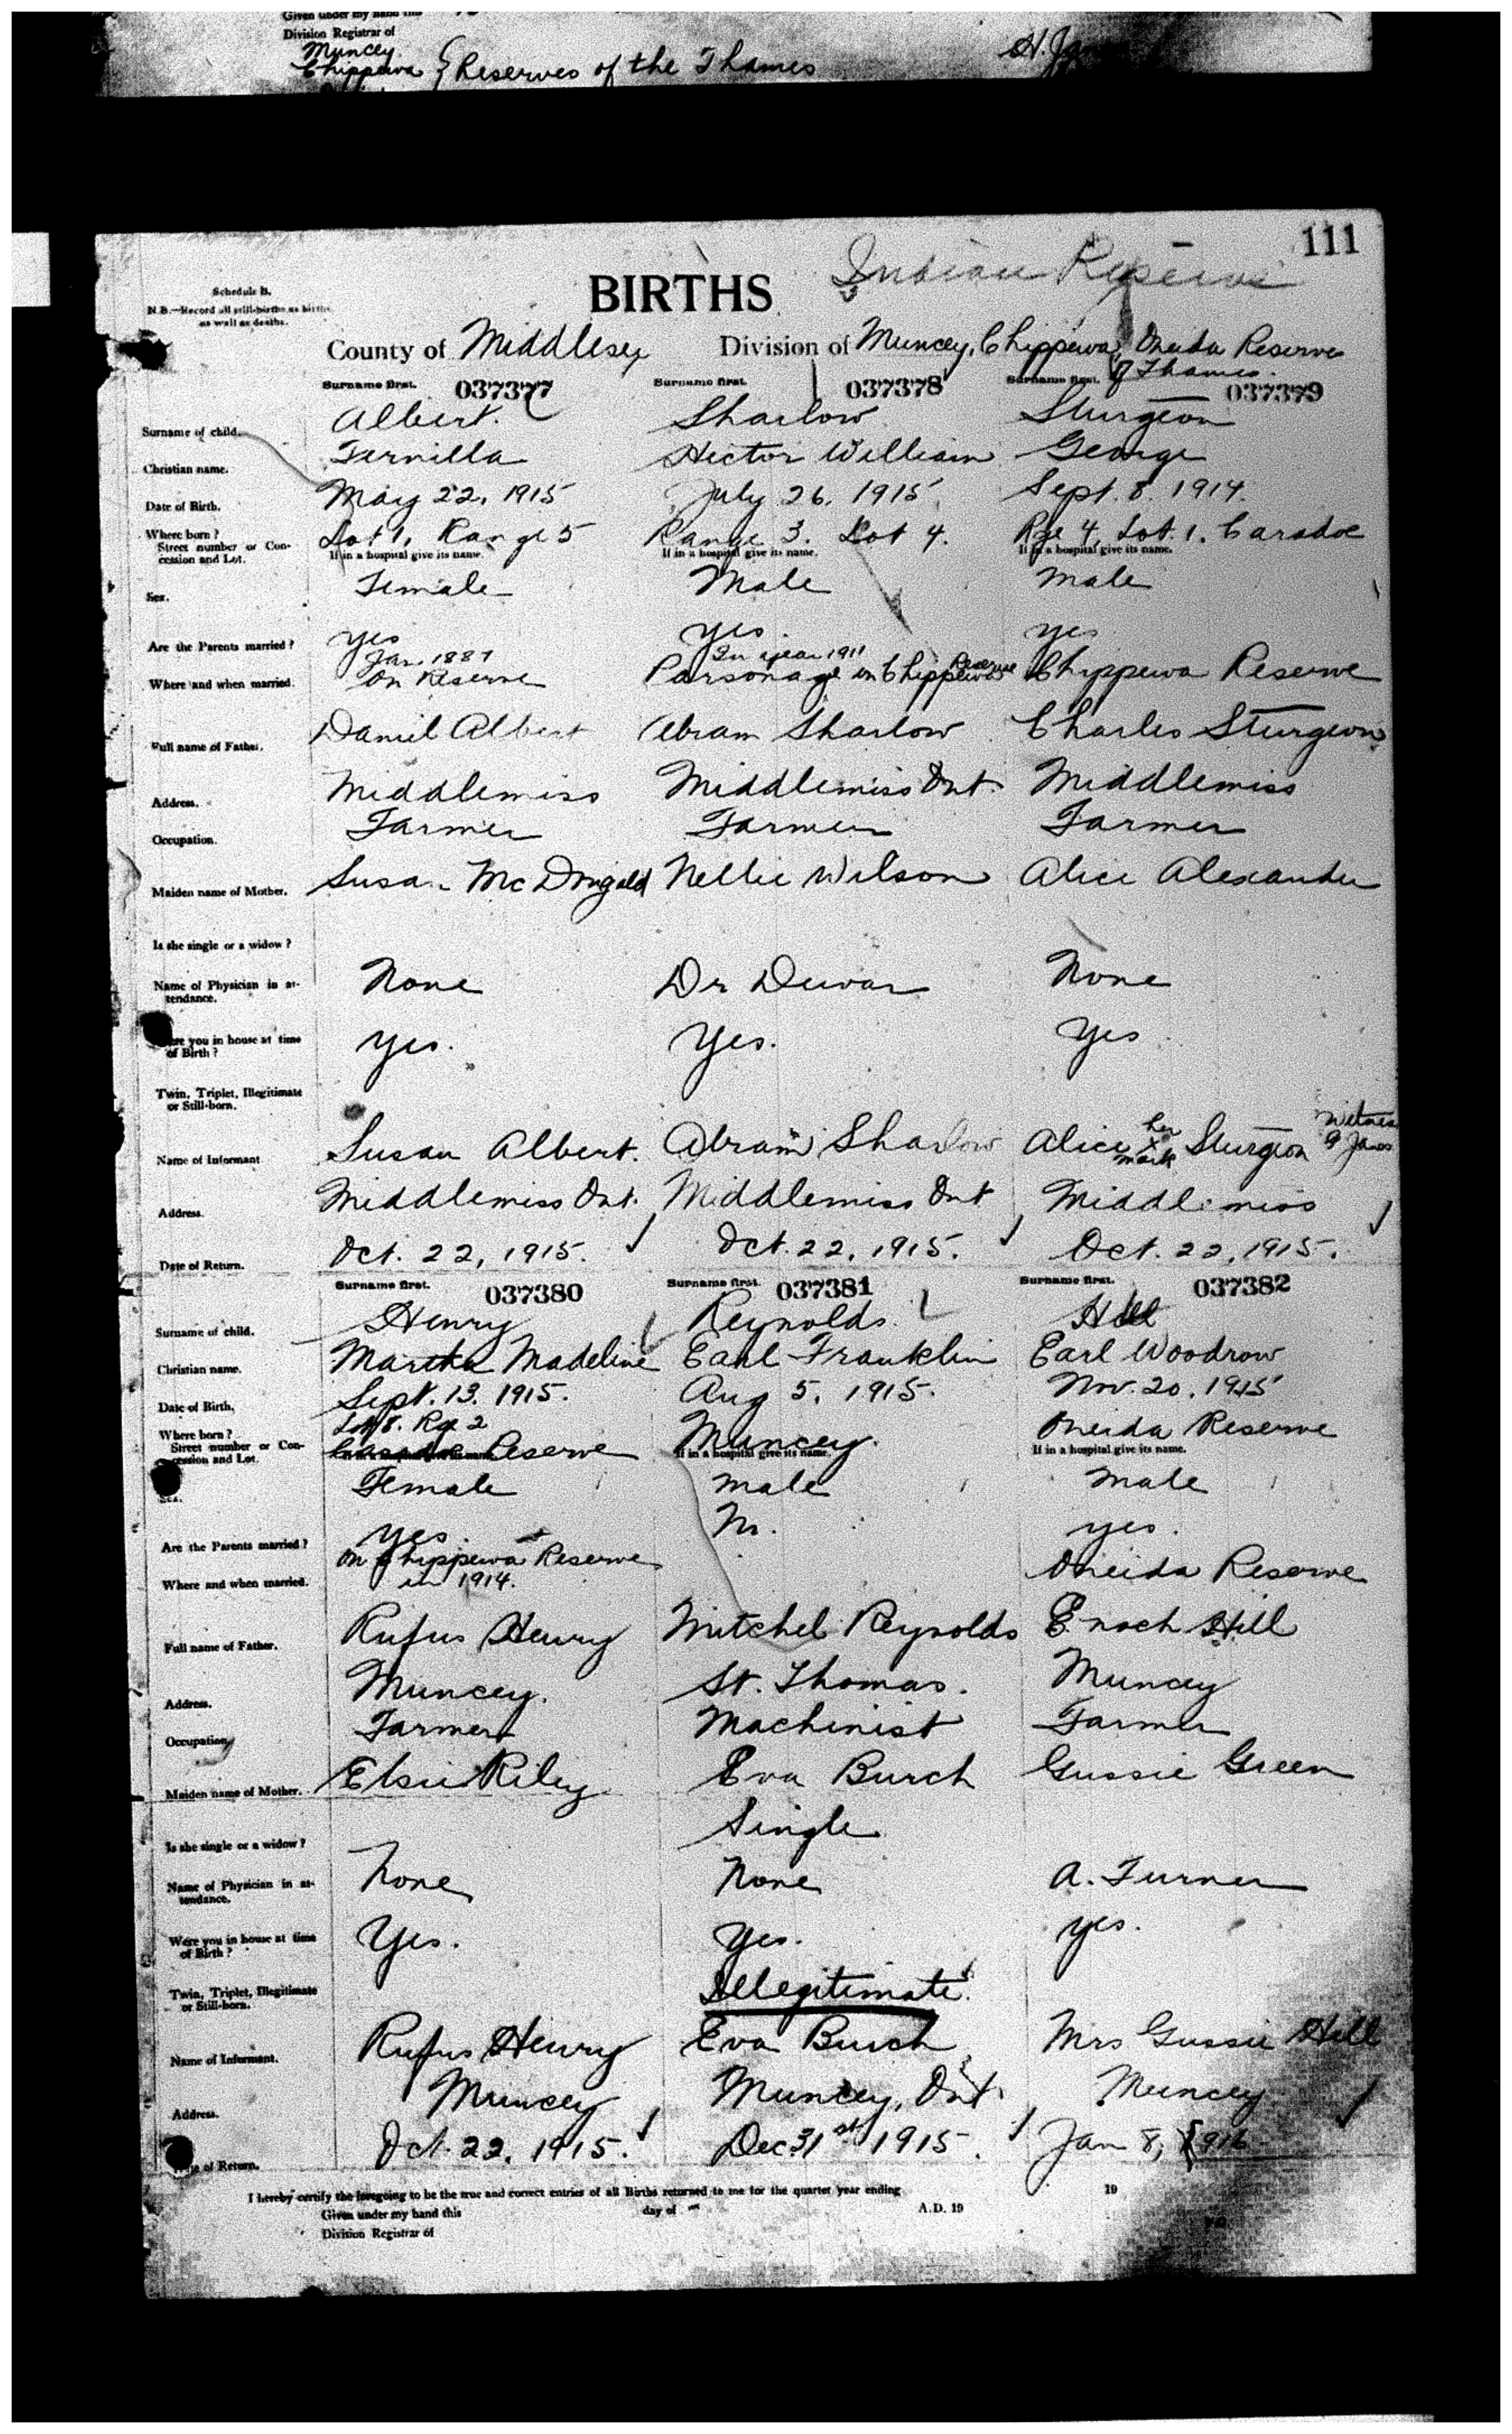 Given under my hand this
Division Registrar of
Muncey
Chippewa } Reserves of the Thames
111
Indian Reserve
Schedule B.
N.B.—Record all still-births as births
as well as deaths.
BIRTHS
County of Middlesex Division of Muncey, Chippewa, Oneida Reserve
of Thames.
Surname first. 037377 Surname first. 037378 Surname first. 037379
Surname of child. Albert. Sharlow Sturgeon
Christian name. Fernilla Hector William George
Date of Birth. May 22, 1915 July 26, 1915 Sept. 8. 1914.
Where born? Lot 1, Range 5 Range 3. Lot 4. Rge 4, Lot. 1. Caradoc
Street number or Concession and Lot. If in a hospital give its name. If in a hospital give its name. If in a hospital give its name.
Sex. Female Male Male
Are the Parents married? Yes Yes. Yes
Jan. 1887 In year 1911
Where and when married. On Reserve Parsonage on Chippewas Reserve Chippewa Reserve
Full name of Father. Daniel Albert Abram Sharlow Charles Sturgeon
Address. Middlemiss Middlemiss Ont. Middlemiss
Occupation. Farmer Farmer Farmer
Maiden name of Mother. Susan McDougald Nellie Wilson Alice Alexander
Is she single or a widow?
Name of Physician in attendance. None Dr Dewar None
Were you in house at time of Birth? Yes. Yes. Yes
Twin, Triplet, Illegitimate or Still-born.
Name of Informant Susan Albert. Abram Sharlow Alice her x mark Sturgeon Witness
Address. Middlemiss Ont. Middlemiss Ont Middlemiss
Date of Return. Oct. 22, 1915. Oct. 22, 1915. Oct. 22, 1915.
Surname first. 037380 Surname first. 037381 Surname first. 037382
Surname of child. Henry Reynolds. Hill
Christian name. Martha Madeline Earl Franklin Earl Woodrow
Date of Birth. Sept. 13. 1915. Aug 5, 1915. Nov. 20. 1915
Where born? Lot 8. Rg 2
Street number or Concession and Lot. Caradoc Reserve Muncey. Oneida Reserve
If in a hospital give its name. If in a hospital give its name.
Sex. Female male male
Are the Parents married? Yes. No. yes.
Where and when married. On Chippewa Reserve in 1914. Oneida Reserve
Full name of Father. Rufus Henry Mitchel Reynolds Enoch Hill
Address. Muncey. St. Thomas. Muncey
Occupation Farmer Machinist Farmer
Maiden name of Mother. Elsie Riley Eva Burch Gussie Green
Is she single or a widow? Single
Name of Physician in attendance. None None A. Turner
Were you in house at time of Birth? Yes. Yes. yes.
Twin, Triplet, Illegitimate or Still-born. Illegitimate.
Name of Informant. Rufus Henry Eva Burch Mrs Gussie Hill
Address. Muncey Muncey, Ont. Muncey
Date of Return. Oct. 22, 1915. Dec. 31st 1915. Jan 8, 1916
I hereby certify the foregoing to be the true and correct entries of all Births returned to me for the quarter year ending 19
Given under my hand this day of A.D. 19
Division Registrar of